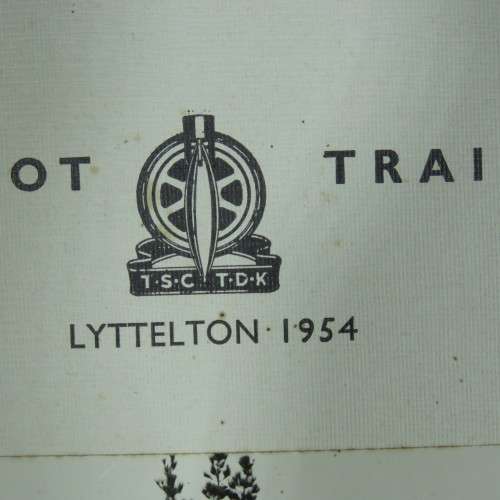 OT TRAI
T·S·C T·D·K
LYTTELTON · 1954